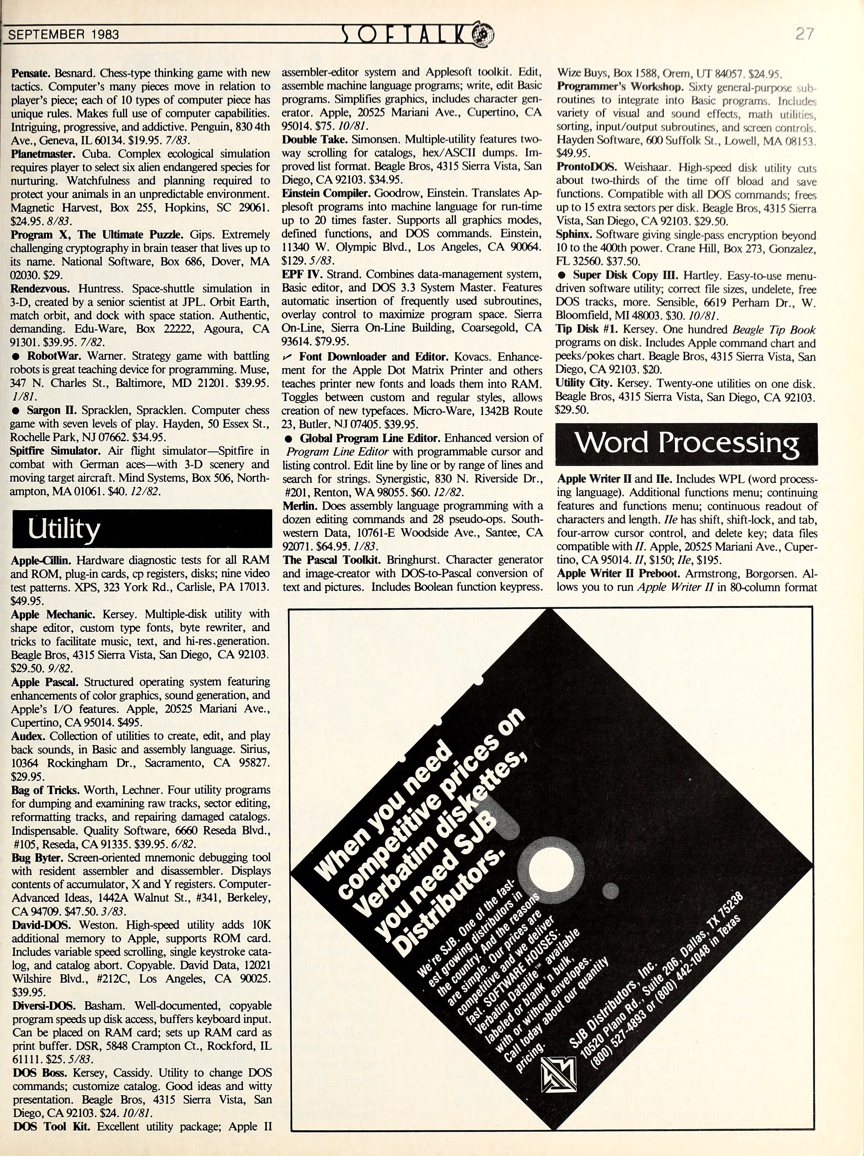 SEPTEMBER 1983
SOFTALK
27
Pensate. Besnard. Chess-type thinking game with new
tactics. Computer's many pieces move in relation to
player's piece; each of 10 types of computer piece has
unique rules. Makes full use of computer capabilities.
Intriguing, progressive, and addictive. Penguin, 830 4th
Ave., Geneva, IL 60134. $19.95. 7/83.
Planetmaster. Cuba. Complex ecological simulation
requires player to select six alien endangered species for
nurturing. Watchfulness and planning required to
protect your animals in an unpredictable environment.
Magnetic Harvest, Box 255, Hopkins, SC 29061.
$24.95. 8/83.
Program X, The Ultimate Puzzle. Gips. Extremely
challenging cryptography in brain teaser that lives up to
its name. National Software, Box 686, Dover, MA
02030. $29.
Rendezvous. Huntress. Space-shuttle simulation in
3-D, created by a senior scientist at JPL. Orbit Earth,
match orbit, and dock with space station. Authentic,
demanding. Edu-Ware, Box 22222, Agoura, CA
91301. $39.95. 7/82.
● RobotWar. Warner. Strategy game with battling
robots is great teaching device for programming. Muse,
347 N. Charles St., Baltimore, MD 21201. $39.95.
1/81.
● Sargon II. Spracklen, Spracklen. Computer chess
game with seven levels of play. Hayden, 50 Essex St.,
Rochelle Park, NJ 07662. $34.95.
Spitfire Simulator. Air flight simulator—Spitfire in
combat with German aces—with 3-D scenery and
moving target aircraft. Mind Systems, Box 506, North-
ampton, MA 01061. $40. 12/82.
Utility
Apple-Cillin. Hardware diagnostic tests for all RAM
and ROM, plug-in cards, cp registers, disks; nine video
test patterns. XPS, 323 York Rd., Carlisle, PA 17013.
$49.95.
Apple Mechanic. Kersey. Multiple-disk utility with
shape editor, custom type fonts, byte rewriter, and
tricks to facilitate music, text, and hi-res generation.
Beagle Bros, 4315 Sierra Vista, San Diego, CA 92103.
$29.50. 9/82.
Apple Pascal. Structured operating system featuring
enhancements of color graphics, sound generation, and
Apple's I/O features. Apple, 20525 Mariani Ave.,
Cupertino, CA 95014. $495.
Audex. Collection of utilities to create, edit, and play
back sounds, in Basic and assembly language. Sirius,
10364 Rockingham Dr., Sacramento, CA 95827.
$29.95.
Bag of Tricks. Worth, Lechner. Four utility programs
for dumping and examining raw tracks, sector editing,
reformatting tracks, and repairing damaged catalogs.
Indispensable. Quality Software, 6660 Reseda Blvd.,
#105, Reseda, CA 91335. $39.95. 6/82.
Bug Byter. Screen-oriented mnemonic debugging tool
with resident assembler and disassembler. Displays
contents of accumulator, X and Y registers. Computer-
Advanced Ideas, 1442A Walnut St., #341, Berkeley,
CA 94709. $47.50. 3/83.
David-DOS. Weston. High-speed utility adds 10K
additional memory to Apple, supports ROM card.
Includes variable speed scrolling, single keystroke cata-
log, and catalog abort. Copyable. David Data, 12021
Wilshire Blvd., #212C, Los Angeles, CA 90025.
$39.95.
Diversi-DOS. Basham. Well-documented, copyable
program speeds up disk access, buffers keyboard input.
Can be placed on RAM card; sets up RAM card as
print buffer. DSR, 5848 Crampton Ct., Rockford, IL
61111. $25. 5/83.
DOS Boss. Kersey, Cassidy. Utility to change DOS
commands; customize catalog. Good ideas and witty
presentation. Beagle Bros, 4315 Sierra Vista, San
Diego, CA 92103. $24. 10/81.
DOS Tool Kit. Excellent utility package; Apple II
assembler-editor system and Applesoft toolkit. Edit,
assemble machine language programs; write, edit Basic
programs. Simplifies graphics, includes character gen-
erator. Apple, 20525 Mariani Ave., Cupertino, CA
95014. $75. 10/81.
Double Take. Simonsen. Multiple-utility features two-
way scrolling for catalogs, hex/ASCII dumps. Im-
proved list format. Beagle Bros, 4315 Sierra Vista, San
Diego, CA 92103. $34.95.
Einstein Compiler. Goodrow, Einstein. Translates Ap-
plesoft programs into machine language for run-time
up to 20 times faster. Supports all graphics modes,
defined functions, and DOS commands. Einstein,
11340 W. Olympic Blvd., Los Angeles, CA 90064.
$129. 5/83.
EPF IV. Strand. Combines data-management system,
Basic editor, and DOS 3.3 System Master. Features
automatic insertion of frequently used subroutines,
overlay control to maximize program space. Sierra
On-Line, Sierra On-Line Building, Coarsegold, CA
93614. $79.95.
✓ Font Downloader and Editor. Kovacs. Enhance-
ment for the Apple Dot Matrix Printer and others
teaches printer new fonts and loads them into RAM.
Toggles between custom and regular styles, allows
creation of new typefaces. Micro-Ware, 1342B Route
23, Butler. NJ 07405. $39.95.
● Global Program Line Editor. Enhanced version of
Program Line Editor with programmable cursor and
listing control. Edit line by line or by range of lines and
search for strings. Synergistic, 830 N. Riverside Dr.,
#201, Renton, WA 98055. $60. 12/82.
Merlin. Does assembly language programming with a
dozen editing commands and 28 pseudo-ops. South-
western Data, 10761-E Woodside Ave., Santee, CA
92071. $64.95. 1/83.
The Pascal Toolkit. Bringhurst. Character generator
and image-creator with DOS-to-Pascal conversion of
text and pictures. Includes Boolean function keypress.
Wize Buys, Box 1588, Orem, UT 84057. $24.95.
Programmer's Workshop. Sixty general-purpose sub-
routines to integrate into Basic programs. Includes
variety of visual and sound effects, math utilities,
sorting, input/output subroutines, and screen controls.
Hayden Software, 600 Suffolk St., Lowell, MA 08153.
$49.95.
ProntoDOS. Weishaar. High-speed disk utility cuts
about two-thirds of the time off bload and save
functions. Compatible with all DOS commands; frees
up to 15 extra sectors per disk. Beagle Bros, 4315 Sierra
Vista, San Diego, CA 92103. $29.50.
Sphinx. Software giving single-pass encryption beyond
10 to the 400th power. Crane Hill, Box 273, Gonzalez,
FL 32560. $37.50.
● Super Disk Copy III. Hartley. Easy-to-use menu-
driven software utility; correct file sizes, undelete, free
DOS tracks, more. Sensible, 6619 Perham Dr., W.
Bloomfield, MI 48003. $30. 10/81.
Tip Disk #1. Kersey. One hundred Beagle Tip Book
programs on disk. Includes Apple command chart and
peeks/pokes chart. Beagle Bros, 4315 Sierra Vista, San
Diego, CA 92103. $20.
Utility City. Kersey. Twenty-one utilities on one disk.
Beagle Bros, 4315 Sierra Vista, San Diego, CA 92103.
$29.50.
Word Processing
Apple Writer II and IIe. Includes WPL (word process-
ing language). Additional functions menu; continuing
features and functions menu; continuous readout of
characters and length. IIe has shift, shift-lock, and tab,
four-arrow cursor control, and delete key; data files
compatible with II. Apple, 20525 Mariani Ave., Cuper-
tino, CA 95014. II, $150; IIe, $195.
Apple Writer II Preboot. Armstrong, Borgorsen. Al-
lows you to run Apple Writer II in 80-column format
When you need
competitive prices on
Verbatim diskettes,
you need SJB
Distributors.
We're SJB. One of the fast-
est growing distributors in
the country. And the reasons
are simple. Our prices are
competitive and we deliver
fast. SOFTWARE HOUSES:
Verbatim Datalife™ available
labeled or blank 'n bulk,
with or without envelopes.
Call today about our quantity
pricing.
SJB Distributors, Inc.
10520 Plano Rd., Suite 206, Dallas, TX 75238
(800) 527-4893 or (800) 442-1048 in Texas